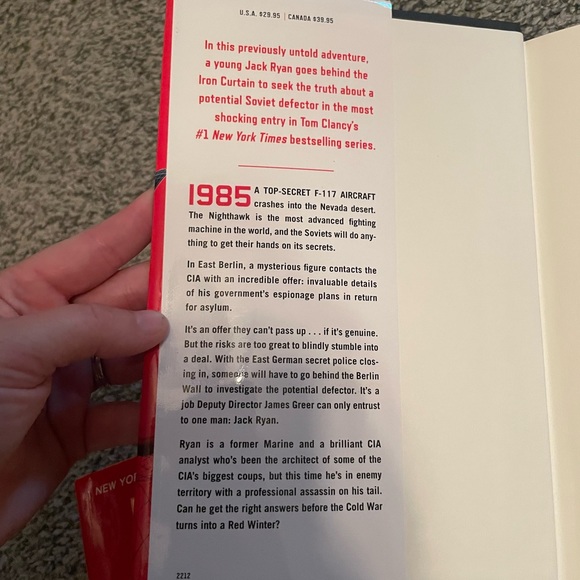 U.S.A. $29.95 | CANADA $39.95
In this previously untold adventure,
a young Jack Ryan goes behind the
Iron Curtain to seek the truth about a
potential Soviet defector in the most
shocking entry in Tom Clancy's
#1 New York Times bestselling series.
1985 A TOP-SECRET F-117 AIRCRAFT
crashes into the Nevada desert.
The Nighthawk is the most advanced fighting
machine in the world, and the Soviets will do any-
thing to get their hands on its secrets.
In East Berlin, a mysterious figure contacts the
CIA with an incredible offer: invaluable details
of his government's espionage plans in return
for asylum.
It's an offer they can't pass up . . . if it's genuine.
But the risks are too great to blindly stumble into
a deal. With the East German secret police clos-
ing in, someone will have to go behind the Berlin
Wall to investigate the potential defector. It's a
job Deputy Director James Greer can only entrust
to one man: Jack Ryan.
Ryan is a former Marine and a brilliant CIA
analyst who's been the architect of some of the
CIA's biggest coups, but this time he's in enemy
territory with a professional assassin on his tail.
Can he get the right answers before the Cold War
turns into a Red Winter?
2212
NEW YO